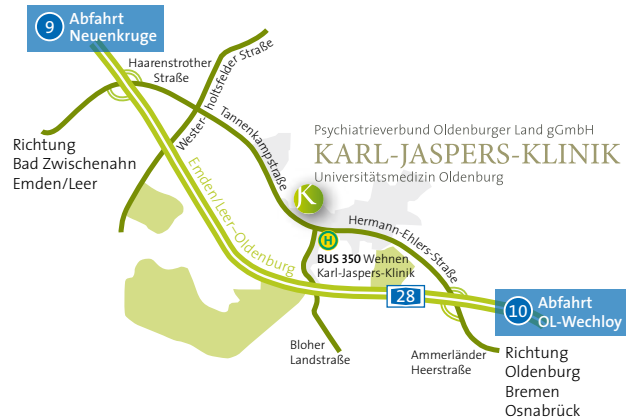 9 Abfahrt
Neuenkruge
Haarenstrother
Straße
Wester-
holtsfelder Straße
Tannenkampstraße
Richtung
Bad Zwischenahn
Emden/Leer
Psychiatrieverbund Oldenburger Land gGmbH
KARL-JASPERS-KLINIK
Universitätsmedizin Oldenburg
K
Emden/Leer–Oldenburg
Hermann-Ehlers-Straße
H
BUS 350 Wehnen
Karl-Jaspers-Klinik
28
10 Abfahrt
OL-Wechloy
Bloher
Landstraße
Ammerländer
Heerstraße
Richtung
Oldenburg
Bremen
Osnabrück